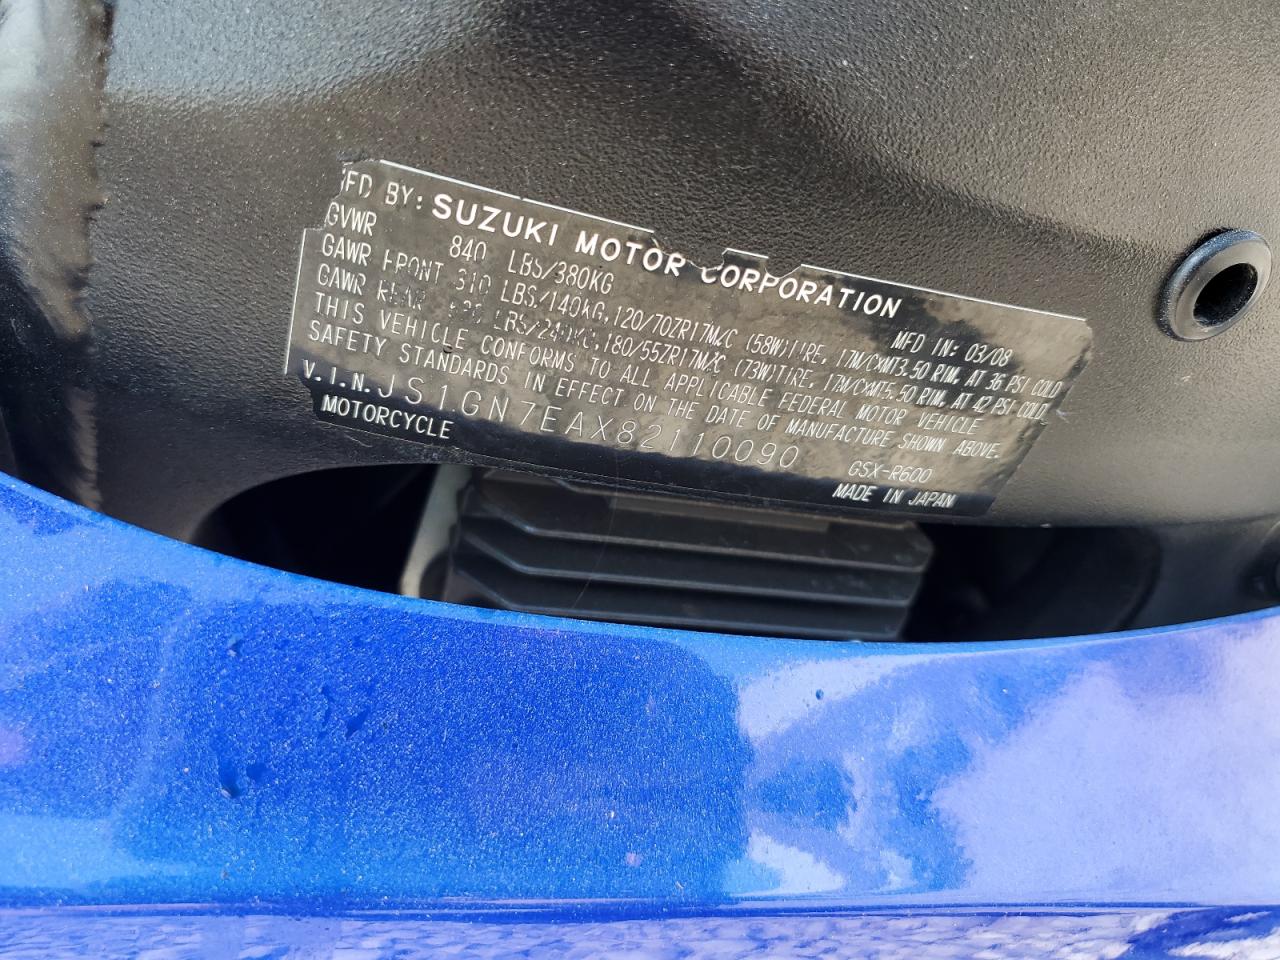 MFD BY: SUZUKI MOTOR CORPORATION
GVWR 840 LBS/380KG MFD IN: 03/08
GAWR FRONT 310 LBS/140KG,120/70ZR17M/C (58W)TIRE, 17M/CXMT3.50 RIM, AT 36 PSI COLD
GAWR REAR LBS/240KG,180/55ZR17M/C (73W)TIRE, 17M/CXMT5.50 RIM, AT 42 PSI COLD.
THIS VEHICLE CONFORMS TO ALL APPLICABLE FEDERAL MOTOR VEHICLE
SAFETY STANDARDS IN EFFECT ON THE DATE OF MANUFACTURE SHOWN ABOVE.
V.I.N. JS1GN7EAX82110090 GSX-R600
MOTORCYCLE MADE IN JAPAN